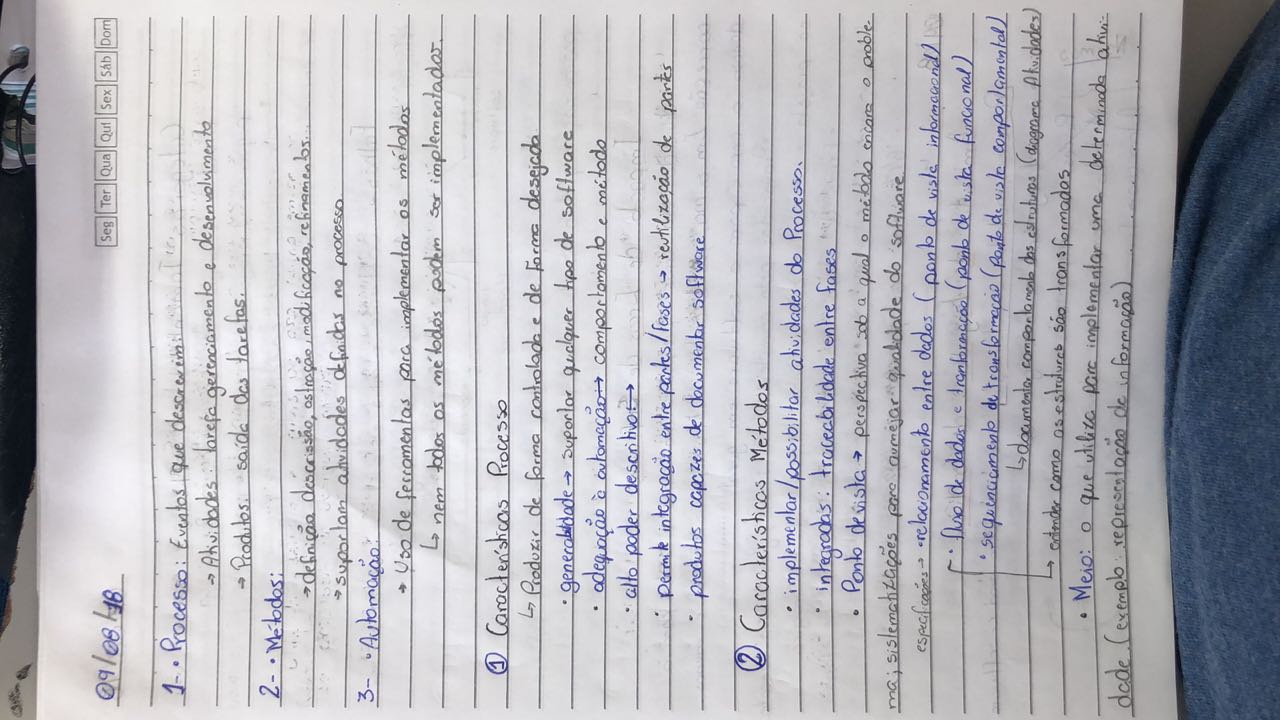 Seg Ter Qua Qui Sex Sáb Dom
09/08/18
1- • Processo: Eventos que descrevem
→ Atividades: tarefa gerenciamento e desenvolvimento
→ Produtos: saída das tarefas.
2- • Métodos:
→ definição, abstração, modificação, refinamentos...
→ suportam atividades definidas no processo
3- • Automação:
→ Uso de ferramentas para implementar os métodos
↳ nem todos os métodos podem ser implementados.
① Características Processo
↳ Produzir de forma controlada e de forma desejada
• generalidade → suportar qualquer tipo de software
• adequação à automação → comportamento e método
• alto poder descritivo →
• permite integração entre partes/fases → reutilização de partes
• produtos capazes de documentar software
② Características Métodos
• implementar/possibilitar atividades do Processo.
• integrados: traceabilidade entre fases
• Ponto de vista → perspectiva sob a qual o método encara o proble-
ma; sistematizações para qualidade do software
especificações → • relacionamento entre dados (ponto de vista informacional)
• fluxo de dados e transformação (ponto de vista funcional)
• sequenciamento de transformação (ponto de vista comportamental)
↳ documentar comportamento das estruturas (diagrama Atividades)
→ entender como as estruturas são transformados
• Meio: o que utiliza para implementar uma determinada ativi-
dade. (exemplo: representação de informação)